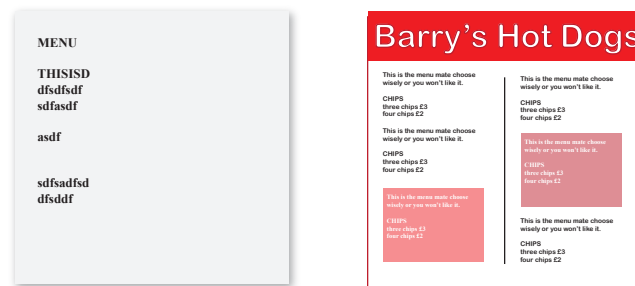 MENU
THISISD
dfsdfsdf
sdfasdf
asdf
sdfsadfsd
dfsddf
Barry's Hot Dogs
This is the menu mate choose
wisely or you won't like it.
CHIPS
three chips £3
four chips £2
This is the menu mate choose
wisely or you won't like it.
CHIPS
three chips £3
four chips £2
This is the menu mate choose
wisely or you won't like it.
CHIPS
three chips £3
four chips £2
This is the menu mate choose
wisely or you won't like it.
CHIPS
three chips £3
four chips £2
This is the menu mate choose
wisely or you won't like it.
CHIPS
three chips £3
four chips £2
This is the menu mate choose
wisely or you won't like it.
CHIPS
three chips £3
four chips £2